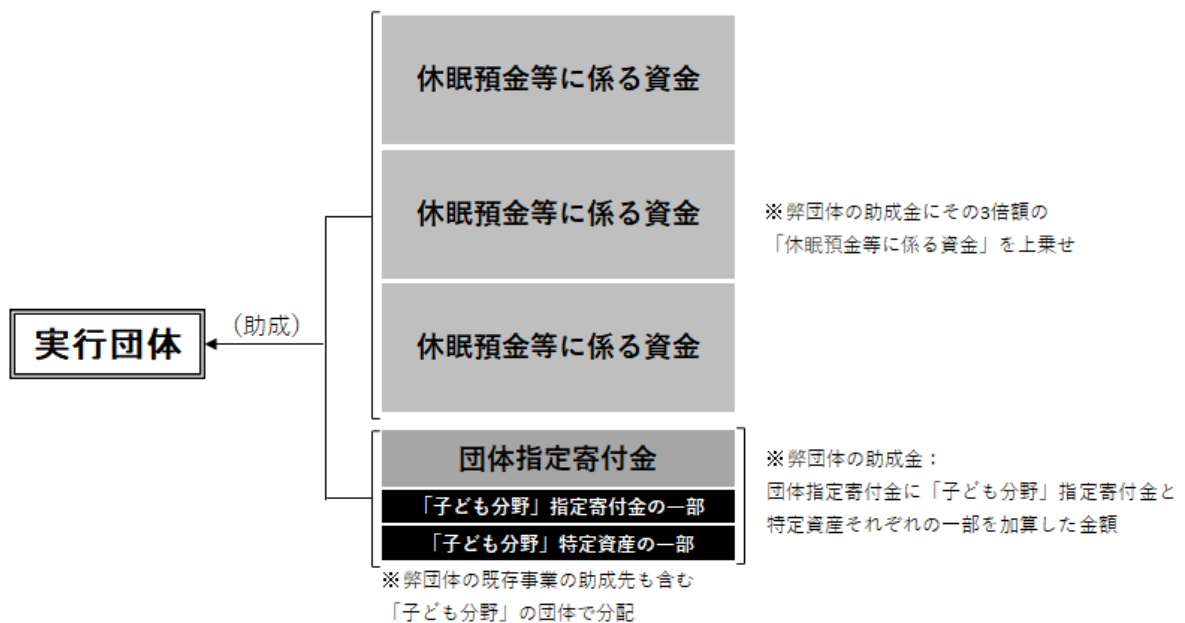 休眠預金等に係る資金
休眠預金等に係る資金
※弊団体の助成金にその3倍額の
「休眠預金等に係る資金」を上乗せ
実行団体
（助成）
休眠預金等に係る資金
団体指定寄付金
「子ども分野」指定寄付金の一部
「子ども分野」特定資産の一部
※弊団体の助成金：
団体指定寄付金に「子ども分野」指定寄付金と
特定資産それぞれの一部を加算した金額
※弊団体の既存事業の助成先も含む
「子ども分野」の団体で分配